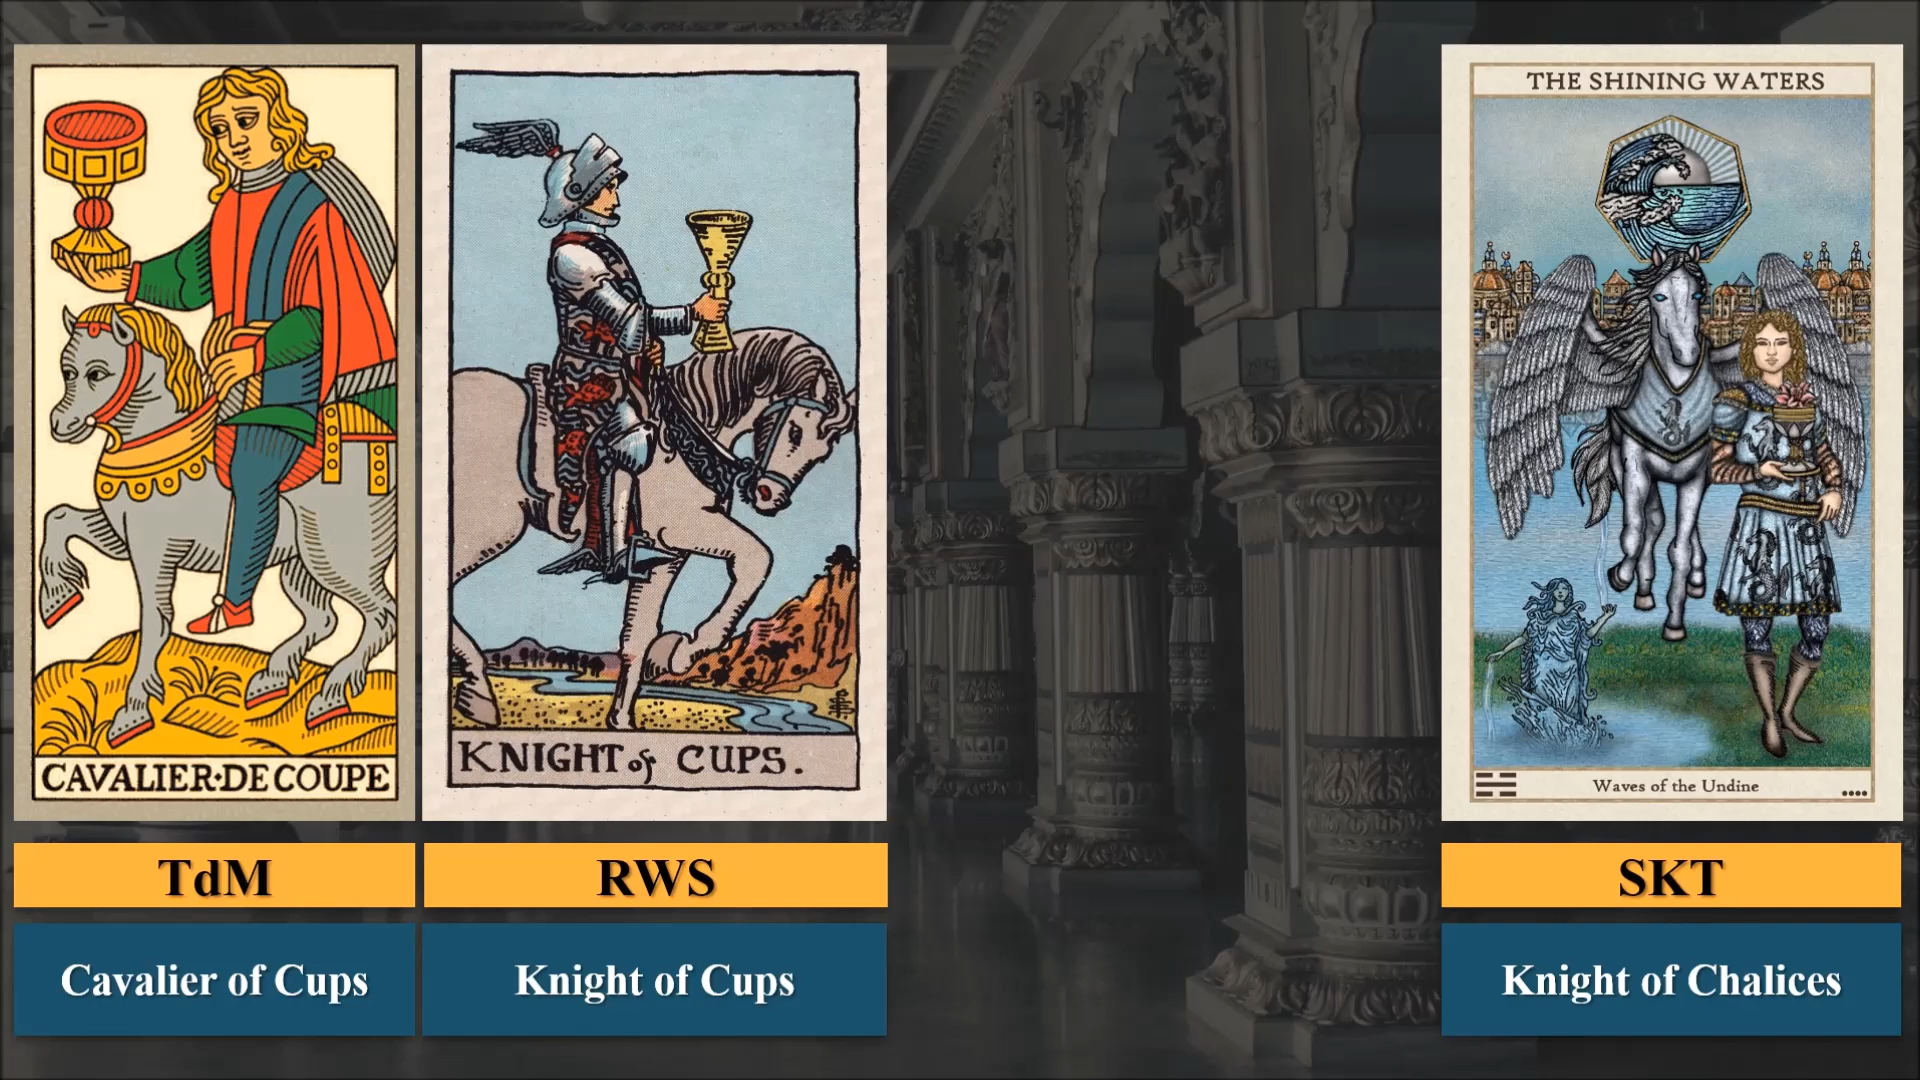 CAVALIER·DE COUPE
KNIGHT of CUPS.
THE SHINING WATERS
Waves of the Undine
TdM
RWS
SKT
Cavalier of Cups
Knight of Cups
Knight of Chalices